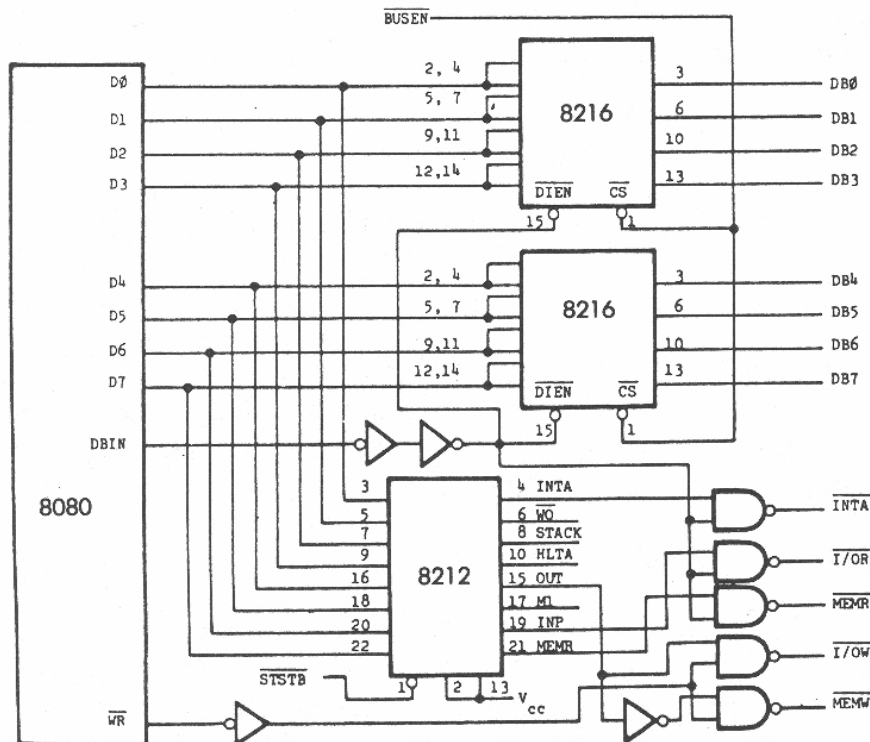 BUSEN
DØ 2, 4 3 DBØ
D1 5, 7 8216 6 DB1
D2 9,11 10 DB2
D3 12,14 13 DB3
DIEN CS
15 1
D4 2, 4 3 DB4
D5 5, 7 8216 6 DB5
D6 9,11 10 DB6
D7 12,14 13 DB7
DIEN CS
15 1
DBIN
8080
3 4 INTA INTA
5 6 WO
7 8 STACK
9 8212 10 HLTA I/OR
16 15 OUT
18 17 M1 MEMR
20 19 INP
22 21 MEMR I/OW
STSTB 1 2 13
Vcc
WR MEMW